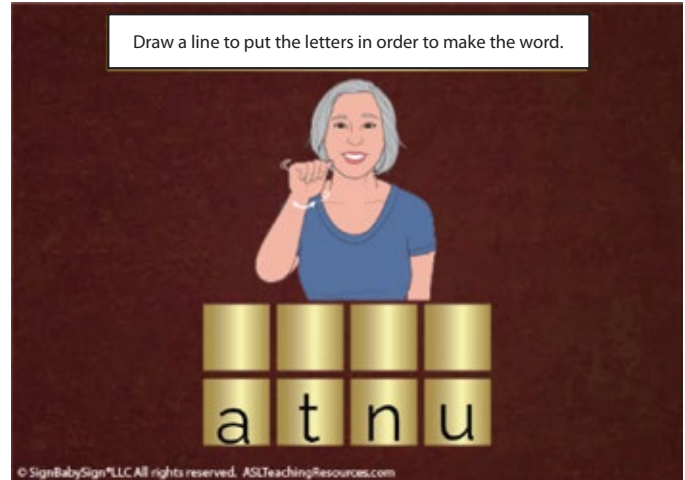 Draw a line to put the letters in order to make the word.
a t n u
© SignBabySign®LLC All rights reserved. ASLTeachingResources.com